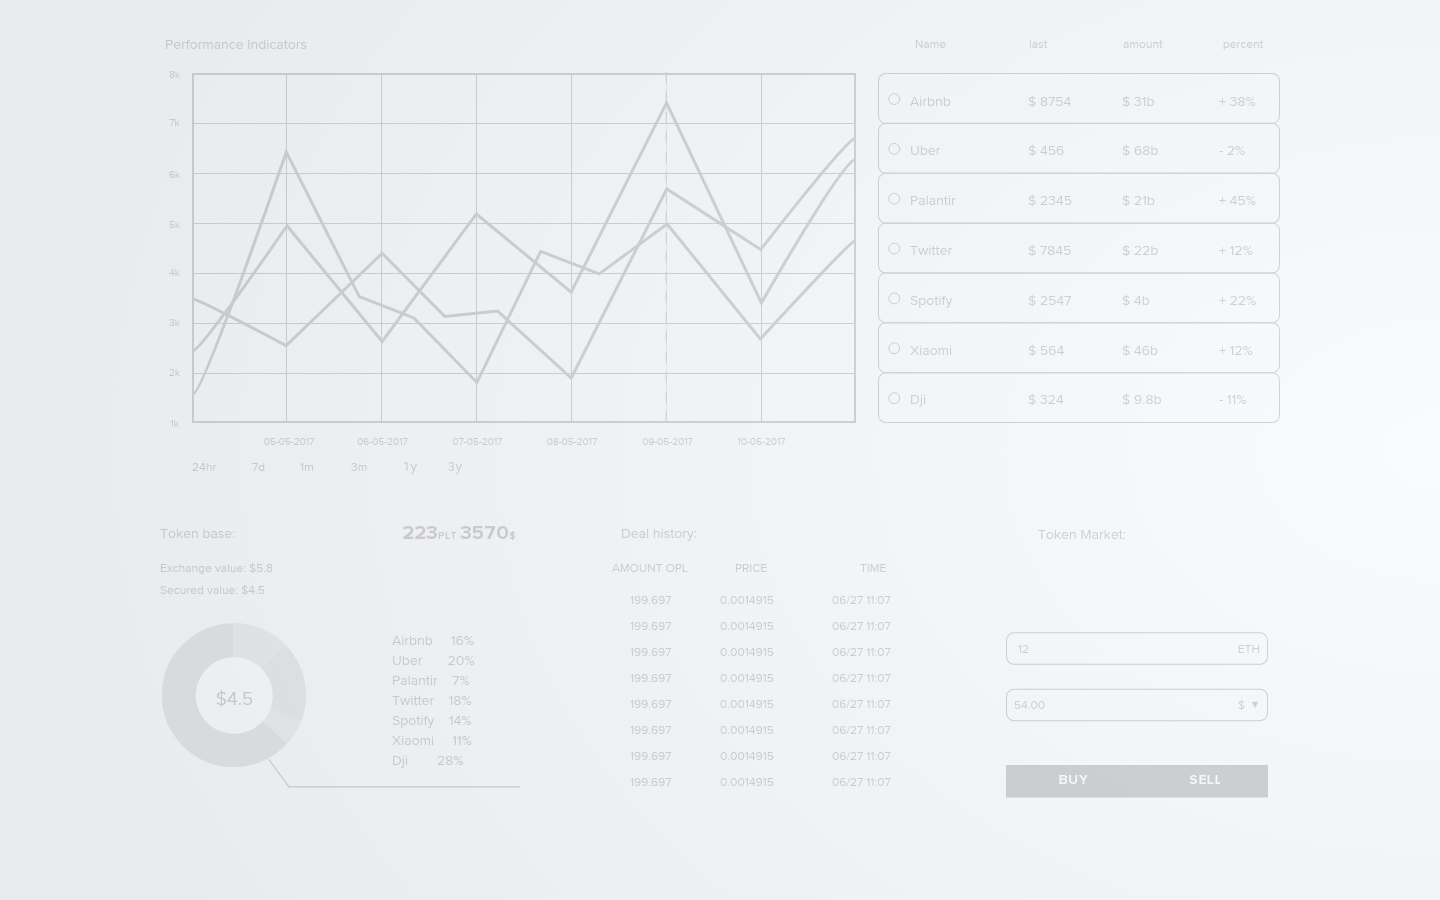 Performance Indicators
8k
7k
6k
5k
4k
3k
2k
1k
05-05-2017 06-05-2017 07-05-2017 08-05-2017 09-05-2017 10-05-2017
24hr 7d 1m 3m 1y 3y
Name last amount percent
Airbnb $ 8754 $ 31b + 38%
Uber $ 456 $ 68b - 2%
Palantir $ 2345 $ 21b + 45%
Twitter $ 7845 $ 22b + 12%
Spotify $ 2547 $ 4b + 22%
Xiaomi $ 564 $ 46b + 12%
Dji $ 324 $ 9.8b - 11%
Token base: 223PLT 3570$
Exchange value: $5.8
Secured value: $4.5
$4.5
Airbnb 16%
Uber 20%
Palantir 7%
Twitter 18%
Spotify 14%
Xiaomi 11%
Dji 28%
Deal history:
AMOUNT OPL PRICE TIME
199.697 0.0014915 06/27 11:07
199.697 0.0014915 06/27 11:07
199.697 0.0014915 06/27 11:07
199.697 0.0014915 06/27 11:07
199.697 0.0014915 06/27 11:07
199.697 0.0014915 06/27 11:07
199.697 0.0014915 06/27 11:07
199.697 0.0014915 06/27 11:07
Token Market:
12 ETH
54.00 $ ▼
BUY SELL